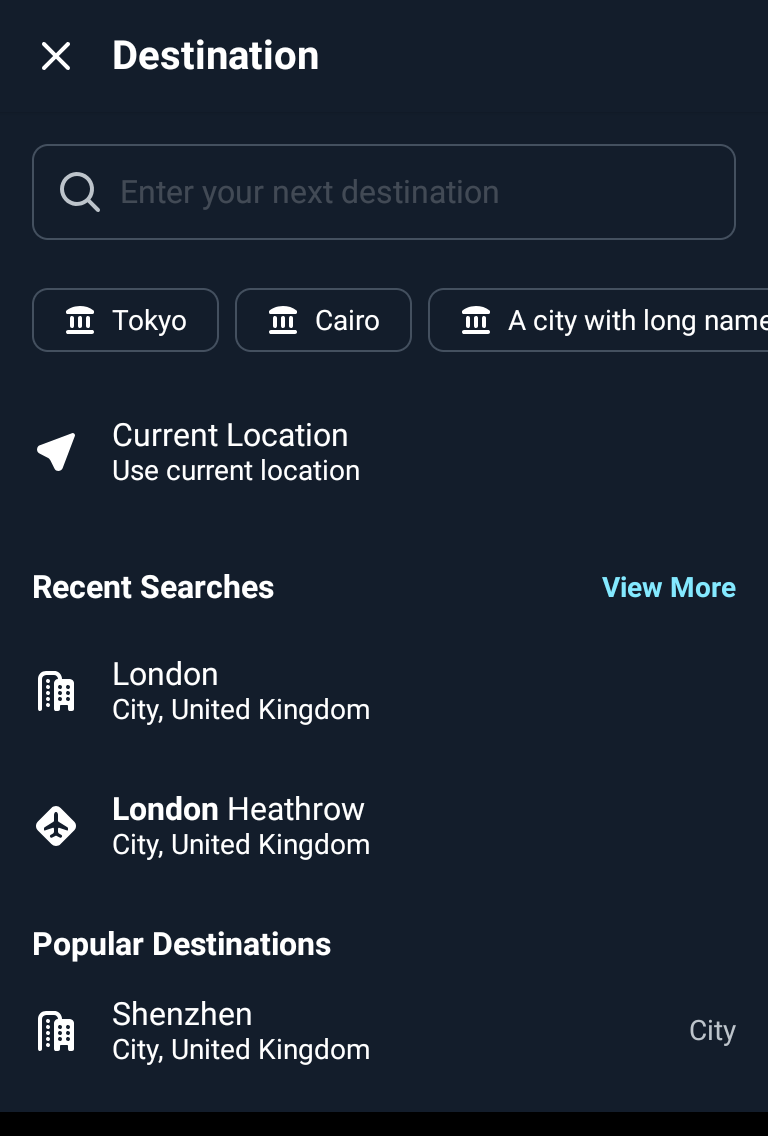 Destination
Enter your next destination
Tokyo
Cairo
A city with long name
Current Location
Use current location
Recent Searches
View More
London
City, United Kingdom
London Heathrow
City, United Kingdom
Popular Destinations
Shenzhen
City, United Kingdom
City